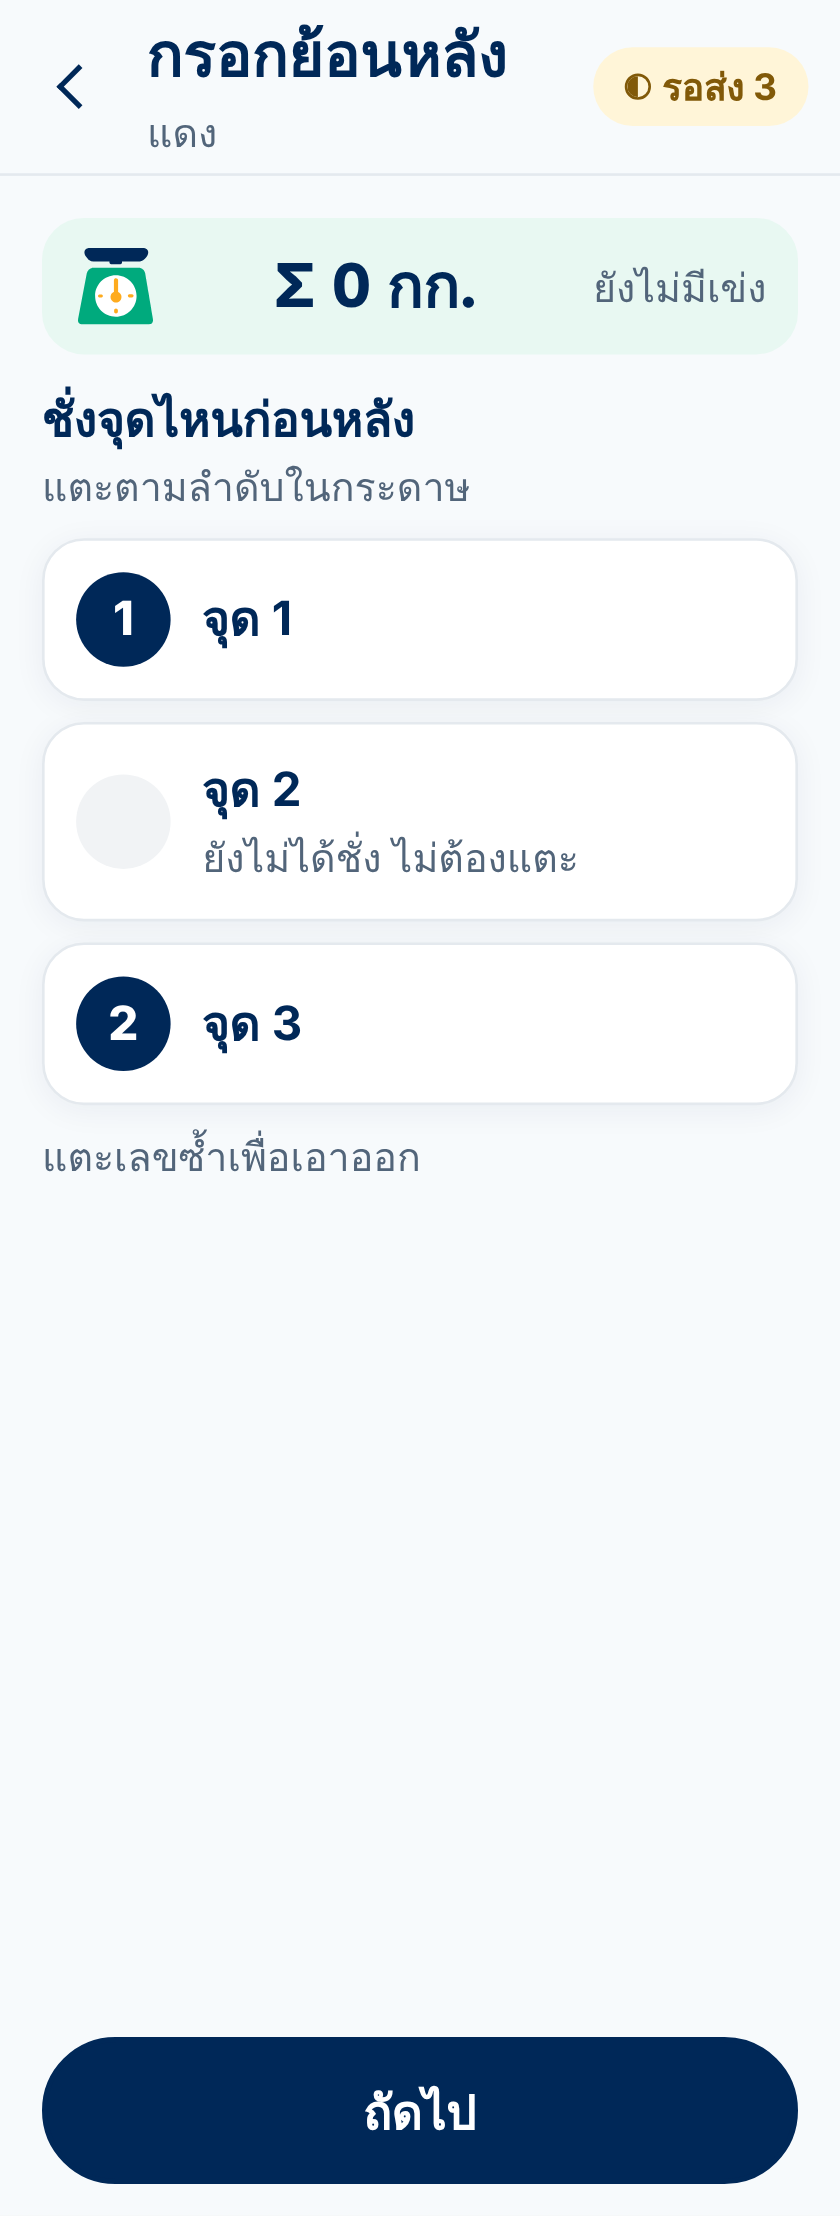 กรอกย้อนหลัง
แดง
รอส่ง 3
Σ 0 กก.
ยังไม่มีเข่ง
ชั่งจุดไหนก่อนหลัง
แตะตามลำดับในกระดาษ
1 จุด 1
จุด 2
ยังไม่ได้ชั่ง ไม่ต้องแตะ
2 จุด 3
แตะเลขซ้ำเพื่อเอาออก
ถัดไป